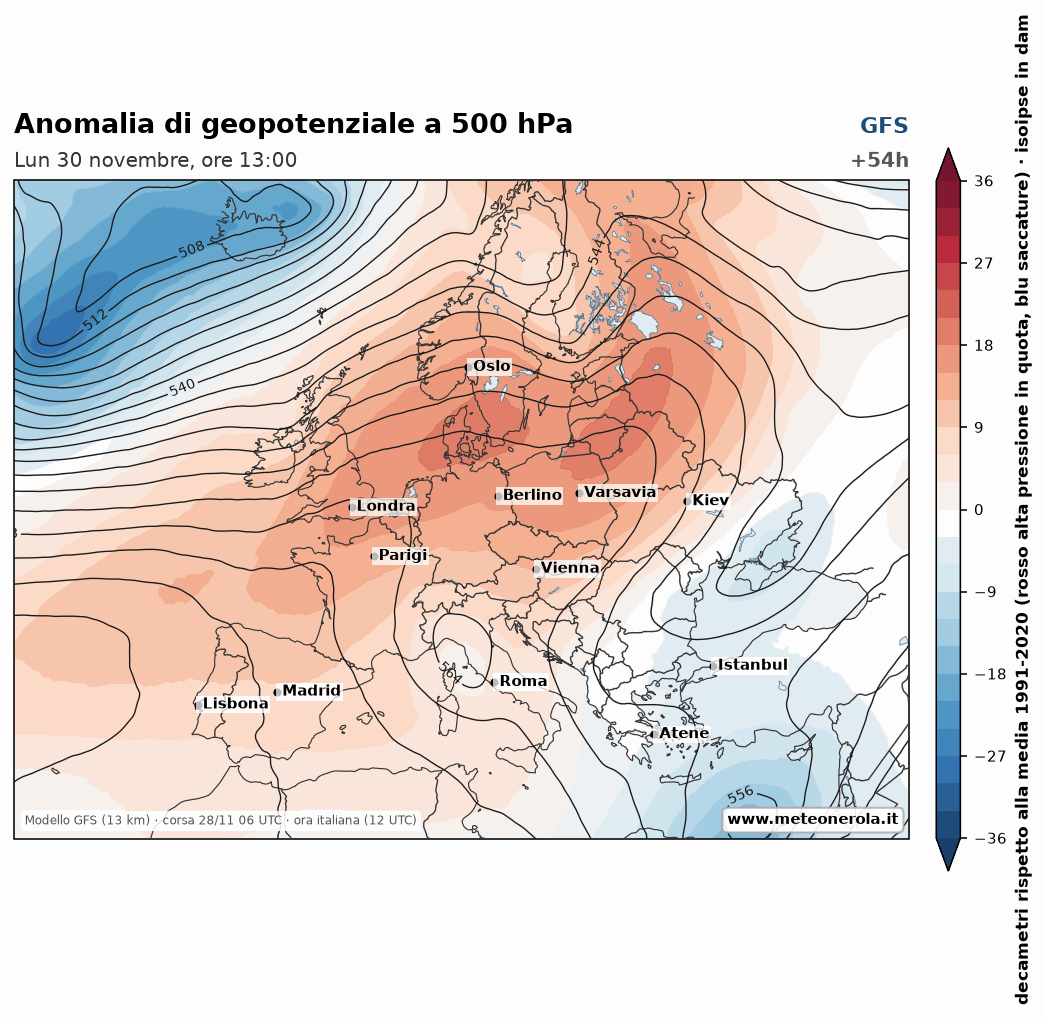 Anomalia di geopotenziale a 500 hPa
GFS
Lun 30 novembre, ore 13:00
+54h
508
512
540
544
556
Oslo
Londra
Berlino
Varsavia
Kiev
Parigi
Vienna
Istanbul
Roma
Madrid
Lisbona
Atene
Modello GFS (13 km) · corsa 28/11 06 UTC · ora italiana (12 UTC)
www.meteonerola.it
36
27
18
9
0
−9
−18
−27
−36
decametri rispetto alla media 1991-2020 (rosso alta pressione in quota, blu saccature) · isoipse in dam